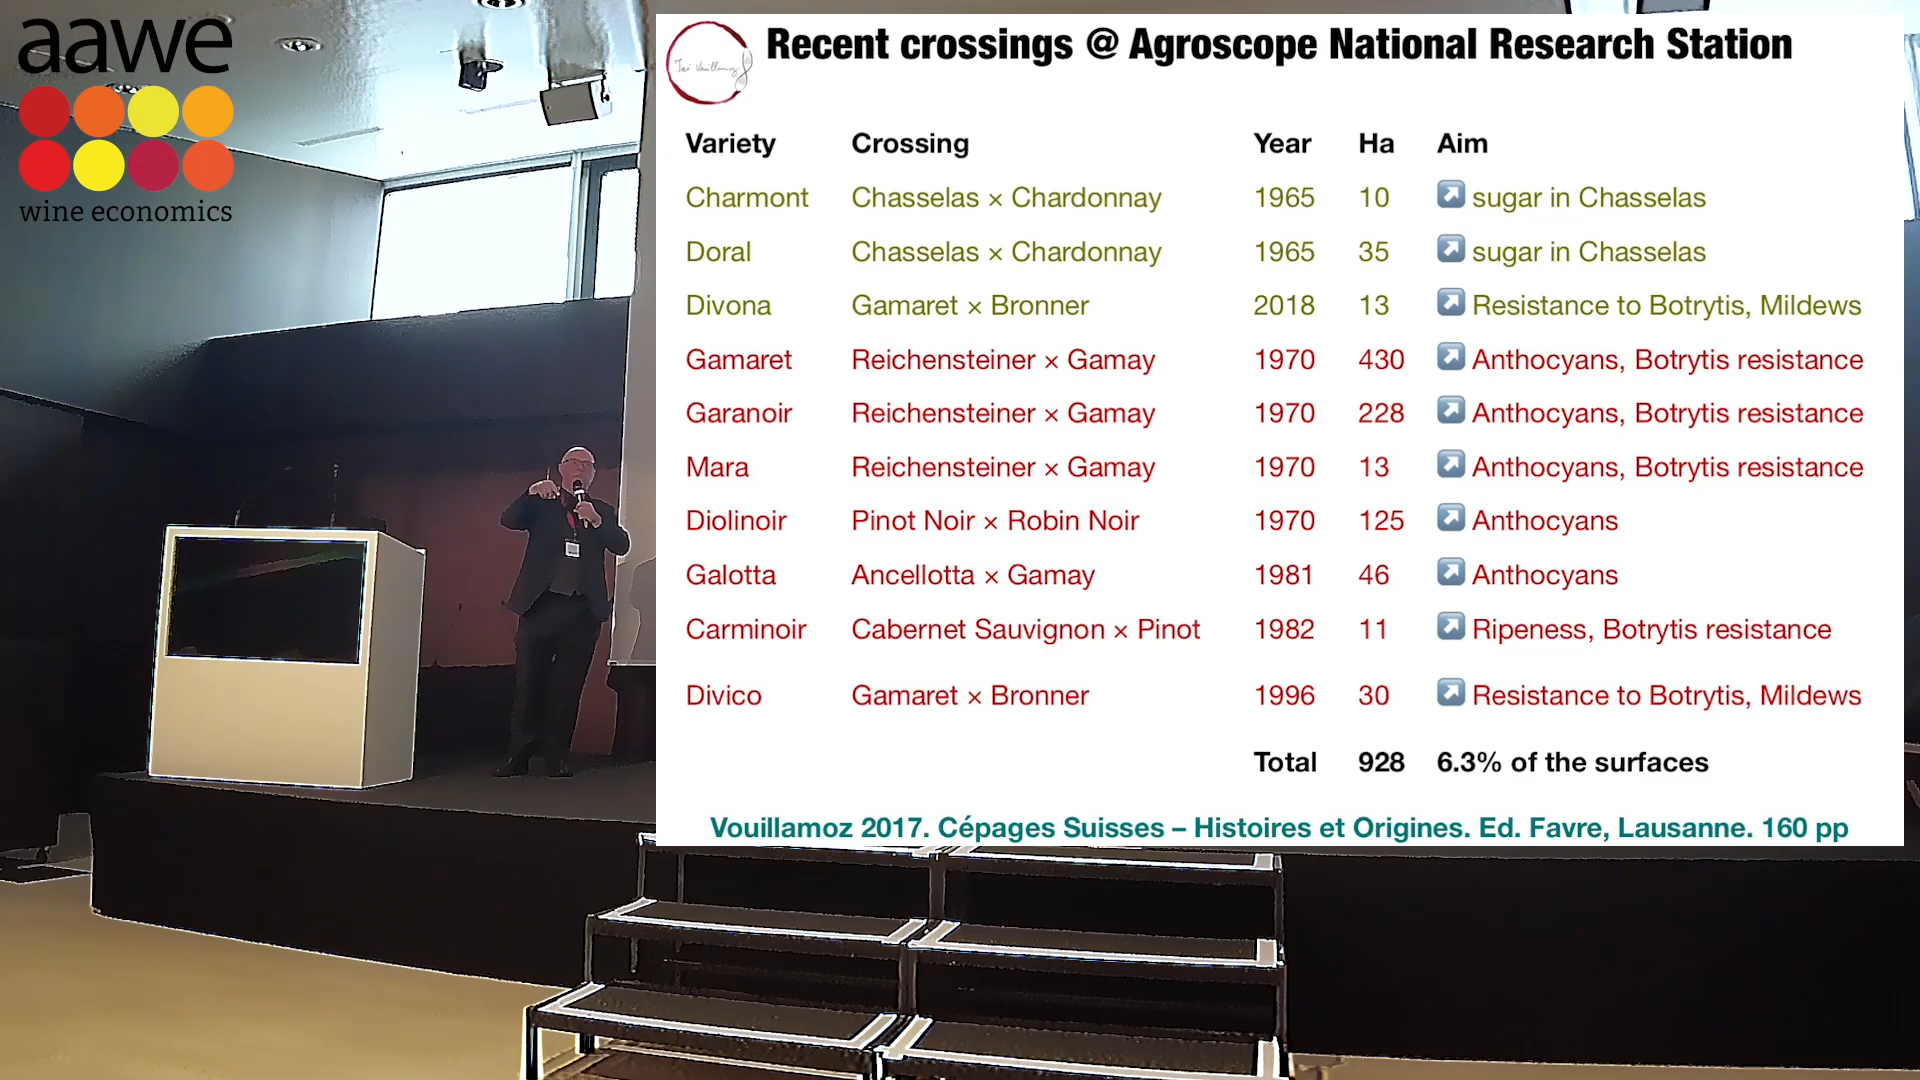 aawe
wine economics
José Vouillamoz
Recent crossings @ Agroscope National Research Station
Variety Crossing Year Ha Aim
Charmont Chasselas × Chardonnay 1965 10 ↗ sugar in Chasselas
Doral Chasselas × Chardonnay 1965 35 ↗ sugar in Chasselas
Divona Gamaret × Bronner 2018 13 ↗ Resistance to Botrytis, Mildews
Gamaret Reichensteiner × Gamay 1970 430 ↗ Anthocyans, Botrytis resistance
Garanoir Reichensteiner × Gamay 1970 228 ↗ Anthocyans, Botrytis resistance
Mara Reichensteiner × Gamay 1970 13 ↗ Anthocyans, Botrytis resistance
Diolinoir Pinot Noir × Robin Noir 1970 125 ↗ Anthocyans
Galotta Ancellotta × Gamay 1981 46 ↗ Anthocyans
Carminoir Cabernet Sauvignon × Pinot 1982 11 ↗ Ripeness, Botrytis resistance
Divico Gamaret × Bronner 1996 30 ↗ Resistance to Botrytis, Mildews
Total 928 6.3% of the surfaces
Vouillamoz 2017. Cépages Suisses – Histoires et Origines. Ed. Favre, Lausanne. 160 pp